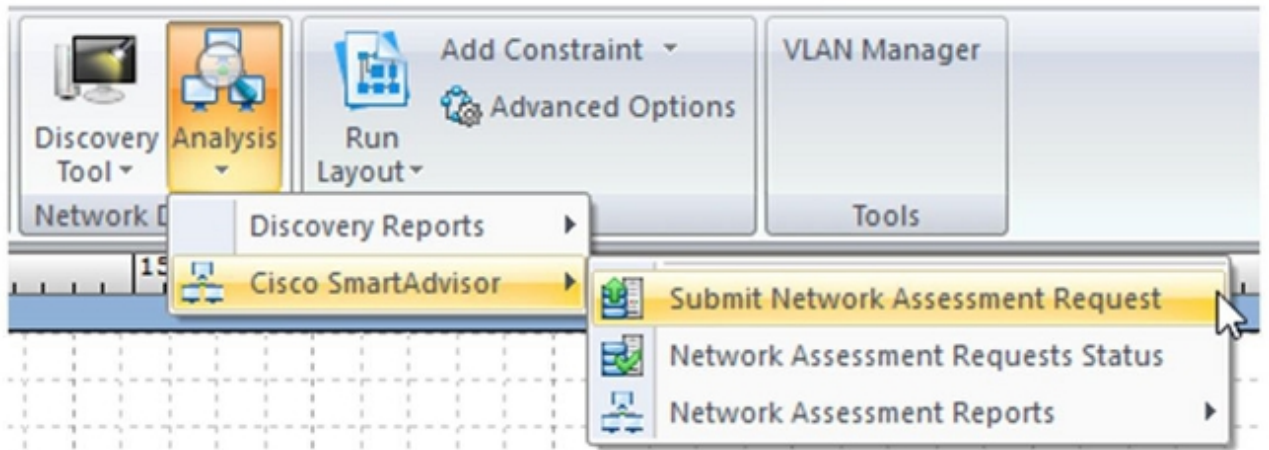 Discovery
Tool
Analysis
Run
Layout
Add Constraint
Advanced Options
VLAN Manager
Network
Tools
15
Discovery Reports
Cisco SmartAdvisor
Submit Network Assessment Request
Network Assessment Requests Status
Network Assessment Reports